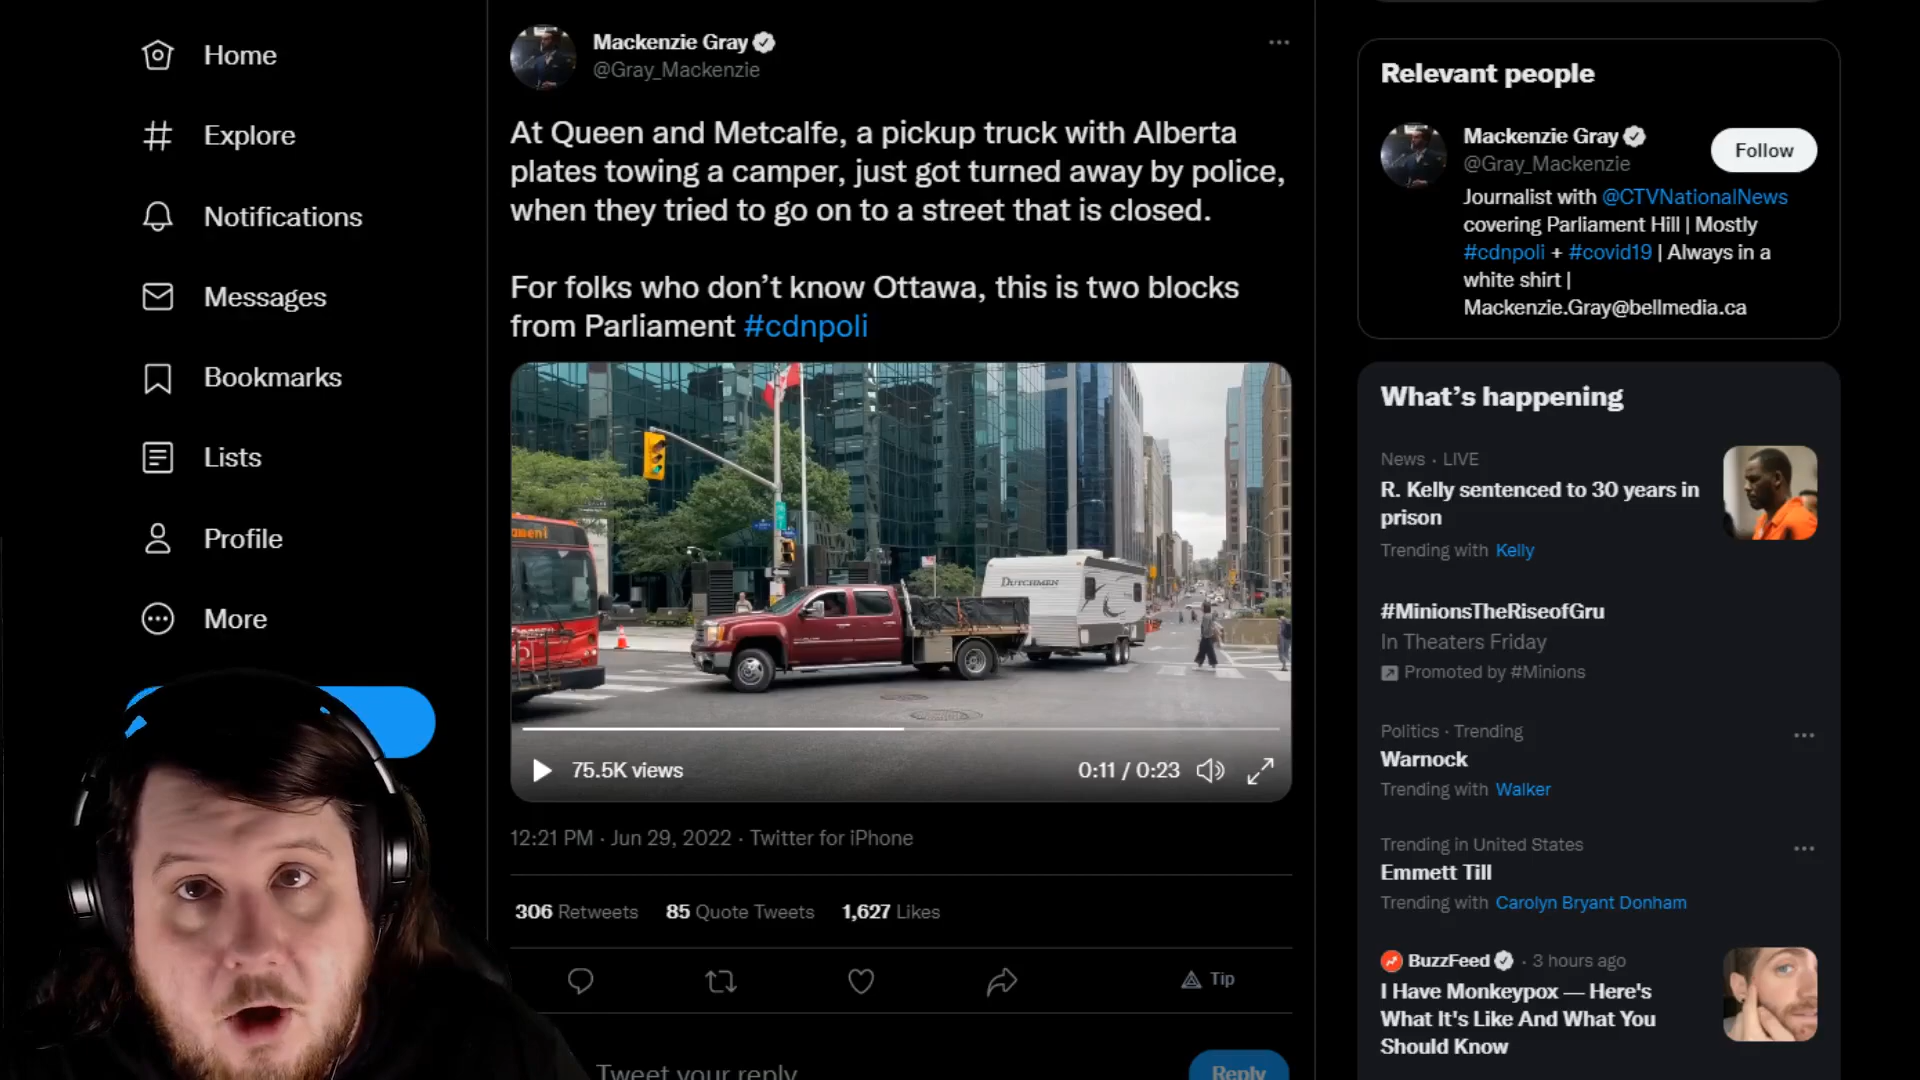 Home
Explore
Notifications
Messages
Bookmarks
Lists
Profile
More
Mackenzie Gray
@Gray_Mackenzie
At Queen and Metcalfe, a pickup truck with Alberta
plates towing a camper, just got turned away by police,
when they tried to go on to a street that is closed.
For folks who don’t know Ottawa, this is two blocks
from Parliament #cdnpoli
DUTCHMEN
75.5K views
0:11 / 0:23
12:21 PM · Jun 29, 2022 · Twitter for iPhone
306 Retweets 85 Quote Tweets 1,627 Likes
Tip
Tweet your reply
Reply
Relevant people
Mackenzie Gray
@Gray_Mackenzie
Follow
Journalist with @CTVNationalNews
covering Parliament Hill | Mostly
#cdnpoli + #covid19 | Always in a
white shirt |
Mackenzie.Gray@bellmedia.ca
What’s happening
News · LIVE
R. Kelly sentenced to 30 years in
prison
Trending with Kelly
#MinionsTheRiseofGru
In Theaters Friday
Promoted by #Minions
Politics · Trending
Warnock
Trending with Walker
Trending in United States
Emmett Till
Trending with Carolyn Bryant Donham
BuzzFeed · 3 hours ago
I Have Monkeypox — Here's
What It's Like And What You
Should Know